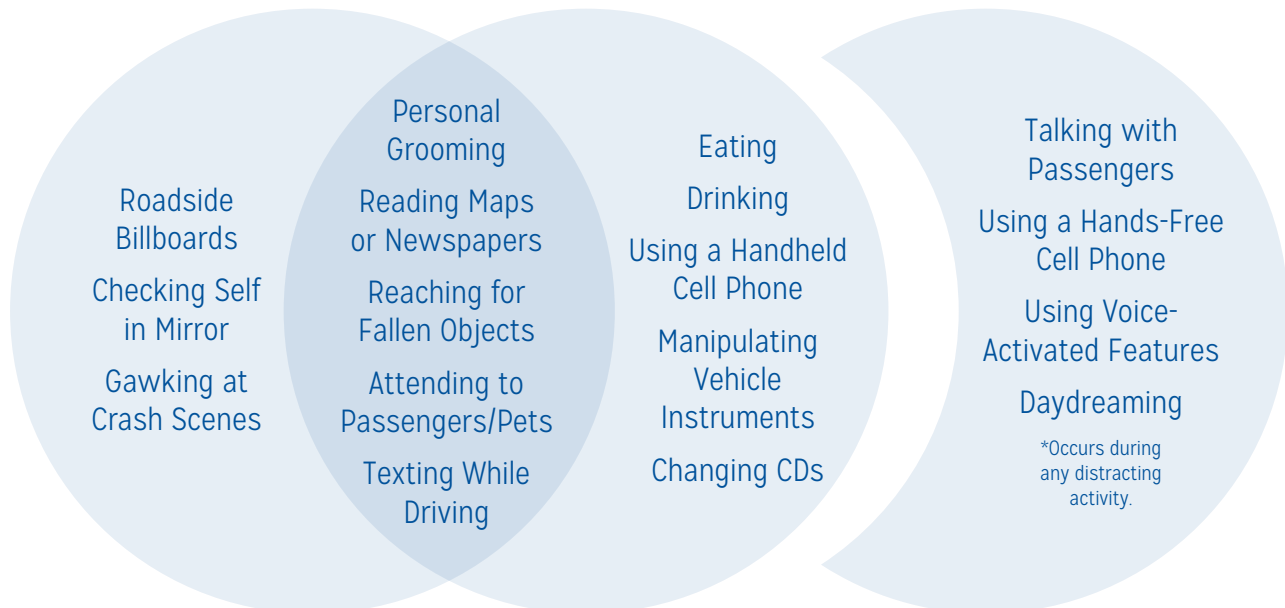 Roadside
Billboards
Checking Self
in Mirror
Gawking at
Crash Scenes
Personal
Grooming
Reading Maps
or Newspapers
Reaching for
Fallen Objects
Attending to
Passengers/Pets
Texting While
Driving
Eating
Drinking
Using a Handheld
Cell Phone
Manipulating
Vehicle
Instruments
Changing CDs
Talking with
Passengers
Using a Hands-Free
Cell Phone
Using Voice-
Activated Features
Daydreaming
*Occurs during
any distracting
activity.